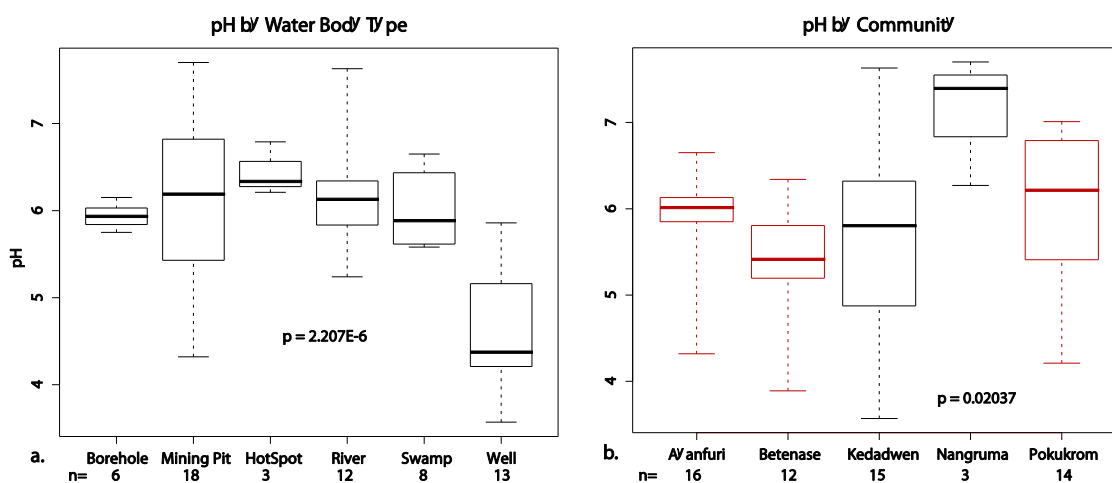 pH by Water Body Type
pH
7
6
5
4
p = 2.207E-6
a.
Borehole Mining Pit HotSpot River Swamp Well
n= 6 18 3 12 8 13
pH by Community
7
6
5
4
p = 0.02037
b.
Ayanfuri Betenase Kedadwen Nangruma Pokukrom
n= 16 12 15 3 14